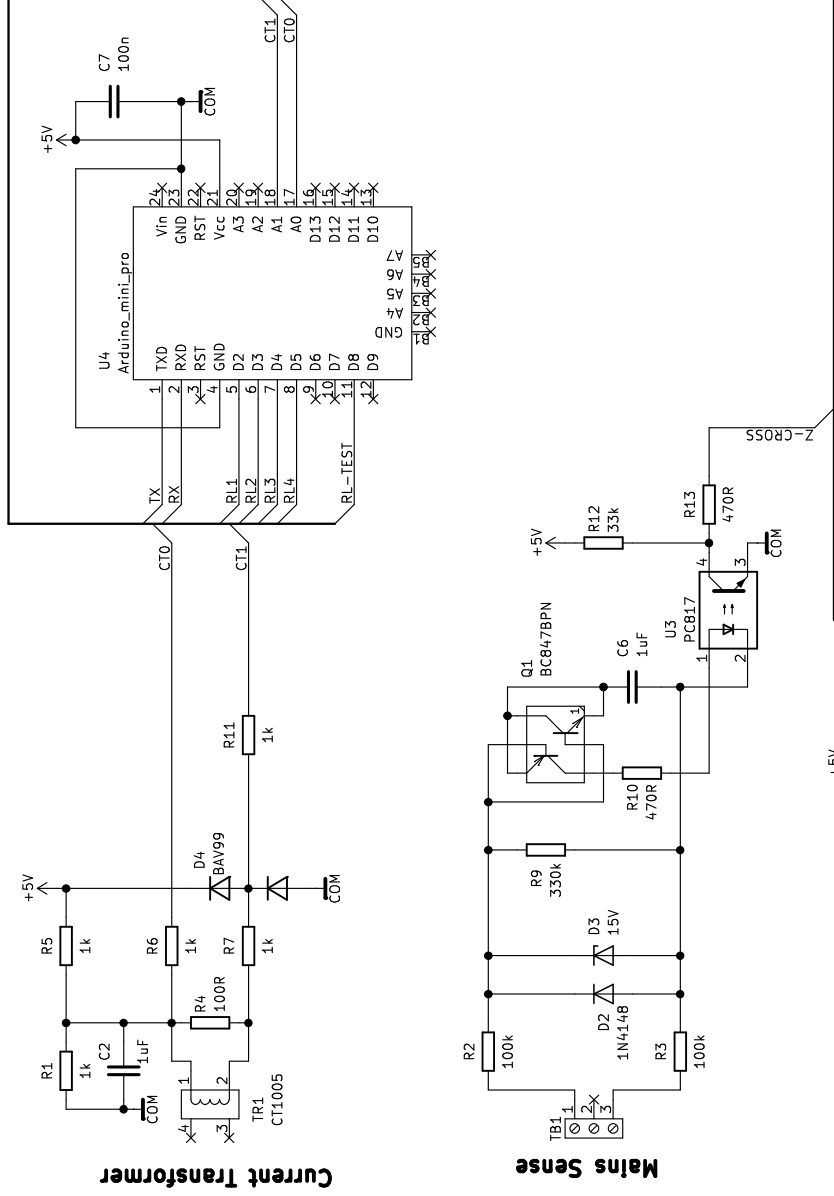 CT1
CT0
C7
100n
+5V
COM
24
23
22
21
20
19
18
17
16
15
14
13
Vin
GND
RST
Vcc
A3
A2
A1
A0
D13
D12
D11
D10
A7
A6
A5
A4
GND
B5
B4
B3
B2
B1
U4
Arduino_mini_pro
TXD
RXD
RST
GND
D2
D3
D4
D5
D6
D7
D8
D9
1
2
3
4
5
6
7
8
9
10
11
12
TX
RX
RL1
RL2
RL3
RL4
RL-TEST
CT0
CT1
R11
1k
+5V
D4
BAV99
COM
R5
1k
R6
1k
R7
1k
R4
100R
R1
1k
C2
1uF
COM
1
2
4
3
TR1
CT1005
Current Transformer
Z-CROSS
R13
470R
R12
33k
+5V
COM
4
3
U3
PC817
1
2
Q1
BC847BPN
1
C6
1uF
R10
470R
+5V
R9
330k
D3
15V
D2
1N4148
R2
100k
R3
100k
TB1
1
2
3
Mains Sense